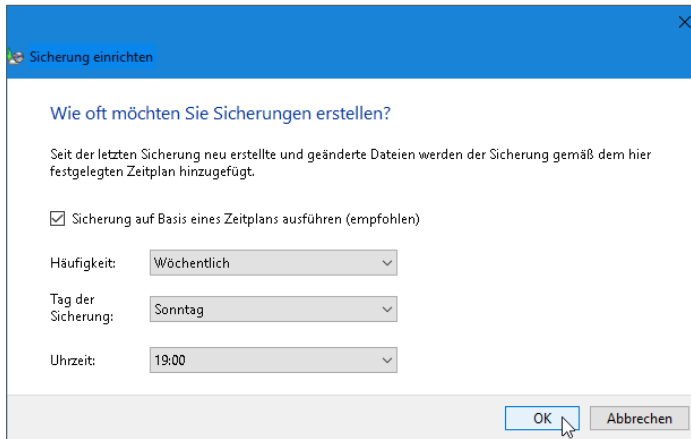 Sicherung einrichten
Wie oft möchten Sie Sicherungen erstellen?
Seit der letzten Sicherung neu erstellte und geänderte Dateien werden der Sicherung gemäß dem hier
festgelegten Zeitplan hinzugefügt.
Sicherung auf Basis eines Zeitplans ausführen (empfohlen)
Häufigkeit: Wöchentlich
Tag der
Sicherung: Sonntag
Uhrzeit: 19:00
OK Abbrechen